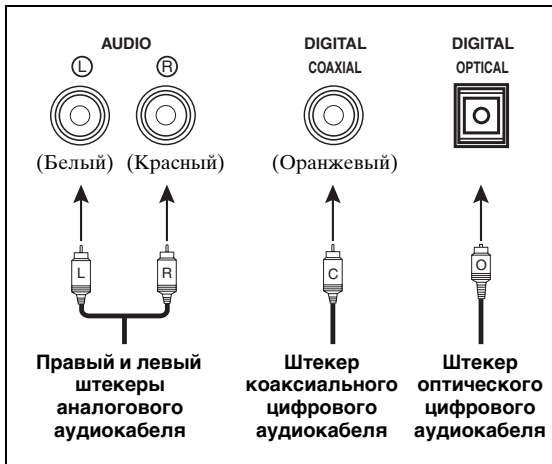 AUDIO
L R
(Белый) (Красный)
L R
Правый и левый
штекеры
аналогового
аудиокабеля
DIGITAL
COAXIAL
(Оранжевый)
C
Штекер
коаксиального
цифрового
аудиокабеля
DIGITAL
OPTICAL
O
Штекер
оптического
цифрового
аудиокабеля